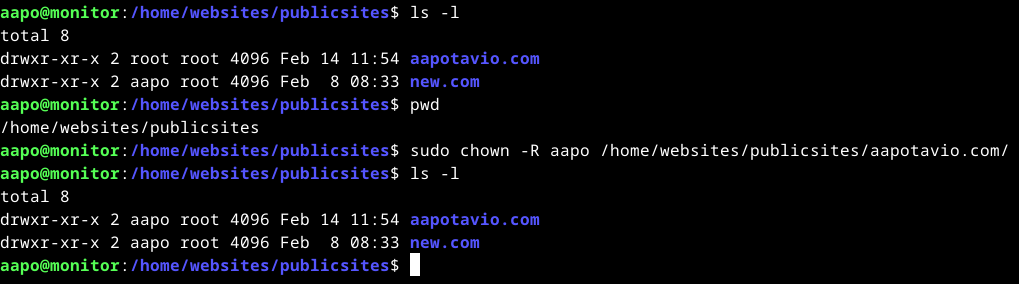 aapo@monitor:/home/websites/publicsites$ ls -l
total 8
drwxr-xr-x 2 root root 4096 Feb 14 11:54 aapotavio.com
drwxr-xr-x 2 aapo root 4096 Feb  8 08:33 new.com
aapo@monitor:/home/websites/publicsites$ pwd
/home/websites/publicsites
aapo@monitor:/home/websites/publicsites$ sudo chown -R aapo /home/websites/publicsites/aapotavio.com/
aapo@monitor:/home/websites/publicsites$ ls -l
total 8
drwxr-xr-x 2 aapo root 4096 Feb 14 11:54 aapotavio.com
drwxr-xr-x 2 aapo root 4096 Feb  8 08:33 new.com
aapo@monitor:/home/websites/publicsites$